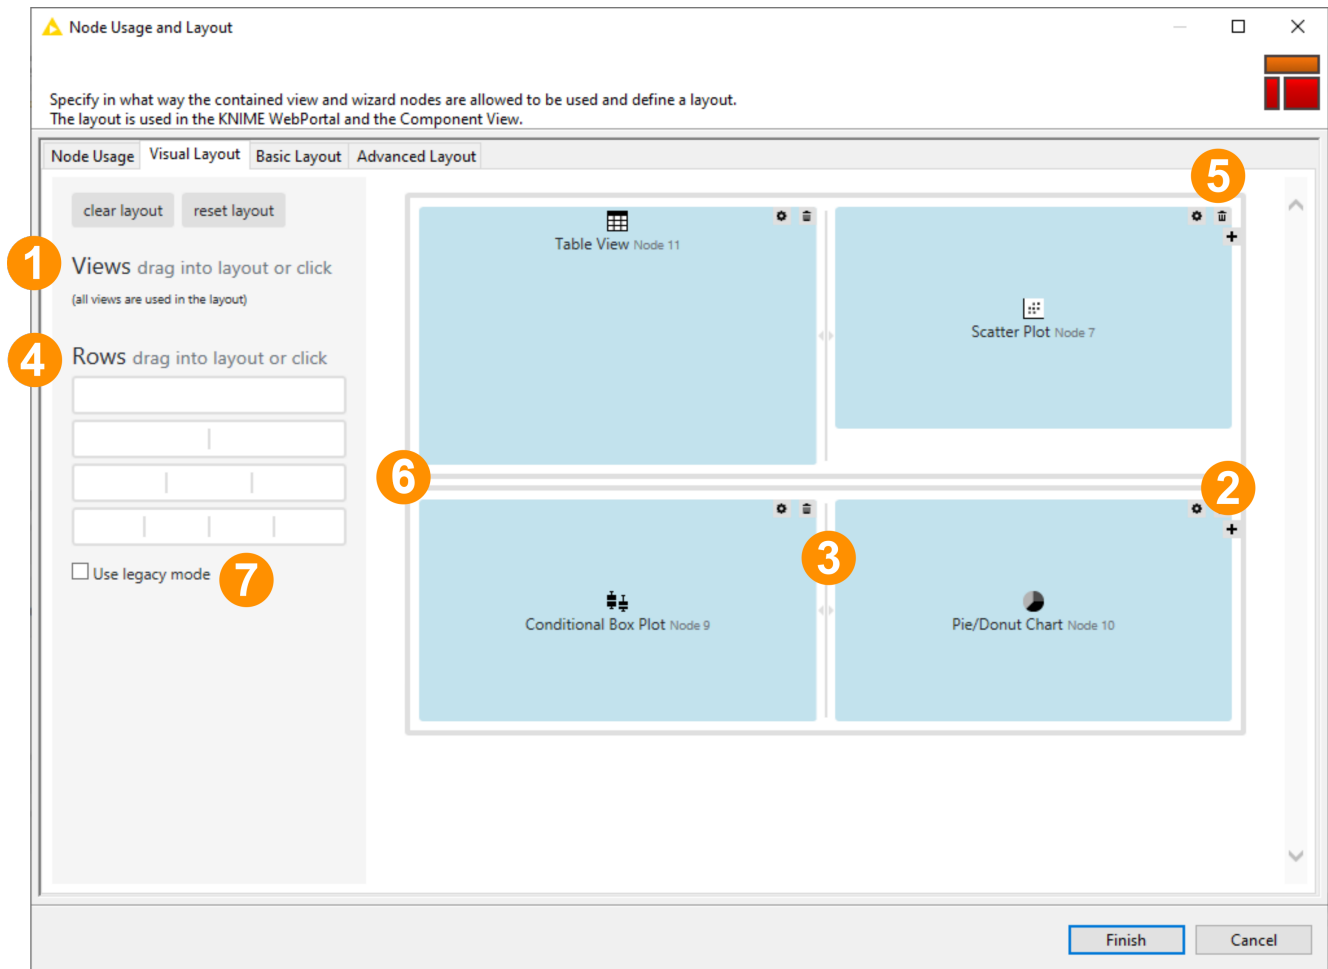 Node Usage and Layout
Specify in what way the contained view and wizard nodes are allowed to be used and define a layout.
The layout is used in the KNIME WebPortal and the Component View.
Node Usage Visual Layout Basic Layout Advanced Layout
5
clear layout reset layout
Table View Node 11
1
Views drag into layout or click
(all views are used in the layout)
Scatter Plot Node 7
4
Rows drag into layout or click
6
2
3
Use legacy mode
7
Conditional Box Plot Node 9
Pie/Donut Chart Node 10
Finish Cancel